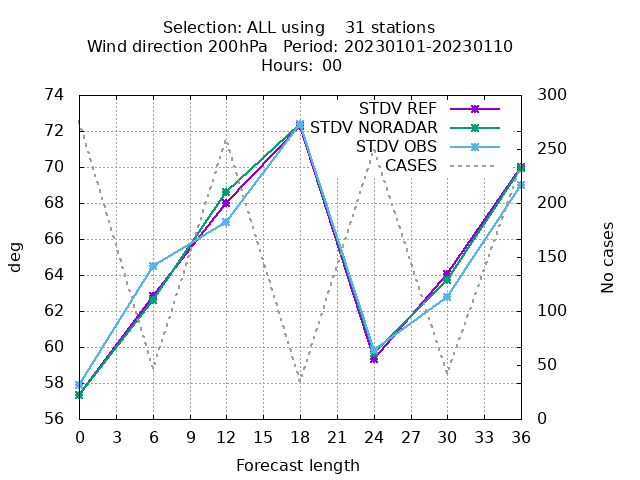 Selection: ALL using    31 stations
Wind direction 200hPa   Period: 20230101-20230110
Hours: 00
74
72
70
68
66
64
62
60
58
56
deg
STDV REF
STDV NORADAR
STDV OBS
CASES
300
250
200
150
100
50
0
No cases
0 3 6 9 12 15 18 21 24 27 30 33 36
Forecast length